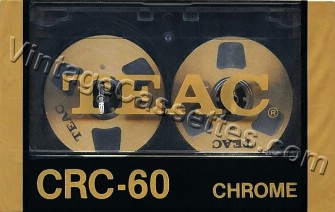 TEAC®
TEAC
TEAC
CRC-60
CHROME
VintageCassettes.com